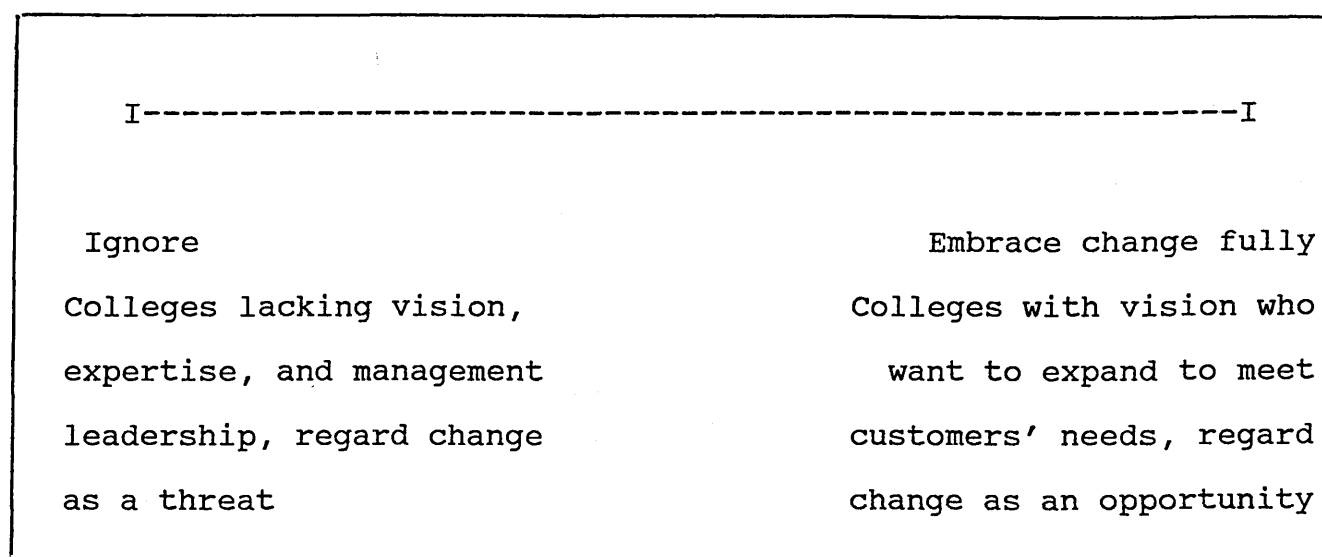 I--------------------------------------------------------I
Ignore Embrace change fully
Colleges lacking vision, Colleges with vision who
expertise, and management want to expand to meet
leadership, regard change customers' needs, regard
as a threat change as an opportunity